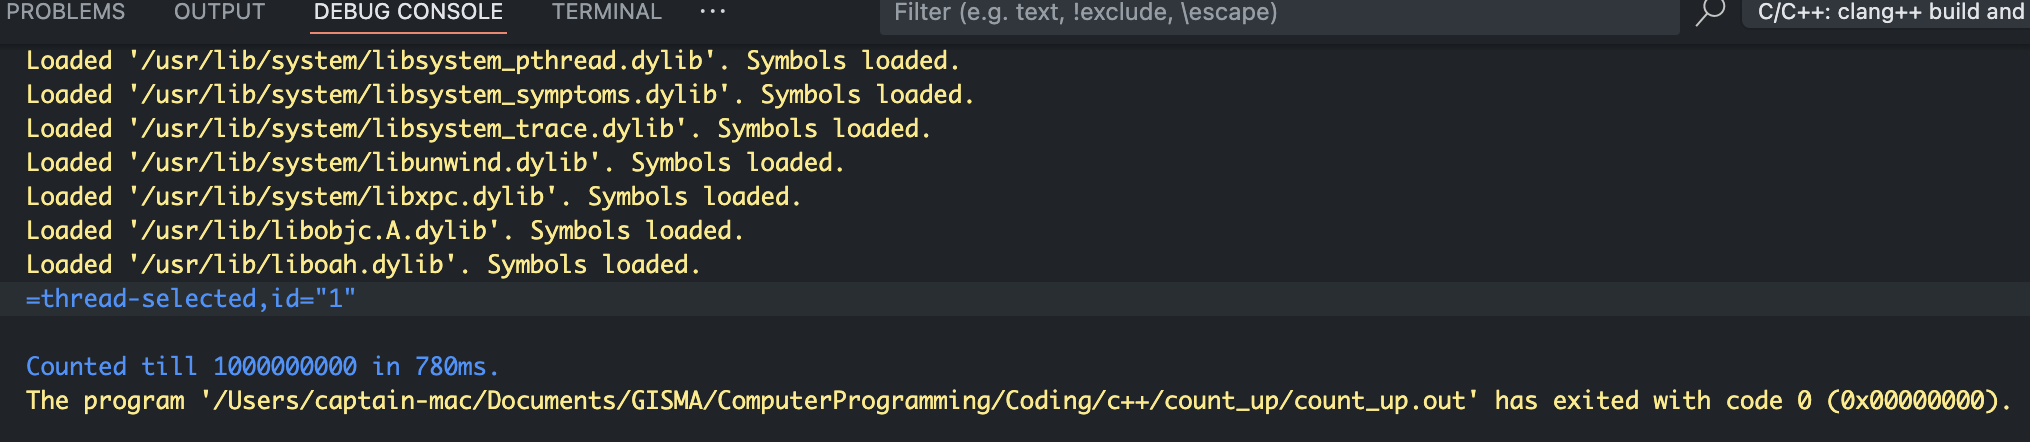 PROBLEMS OUTPUT DEBUG CONSOLE TERMINAL ··· Filter (e.g. text, !exclude, \escape) C/C++: clang++ build and
Loaded '/usr/lib/system/libsystem_pthread.dylib'. Symbols loaded.
Loaded '/usr/lib/system/libsystem_symptoms.dylib'. Symbols loaded.
Loaded '/usr/lib/system/libsystem_trace.dylib'. Symbols loaded.
Loaded '/usr/lib/system/libunwind.dylib'. Symbols loaded.
Loaded '/usr/lib/system/libxpc.dylib'. Symbols loaded.
Loaded '/usr/lib/libobjc.A.dylib'. Symbols loaded.
Loaded '/usr/lib/liboah.dylib'. Symbols loaded.
=thread-selected,id="1"
Counted till 1000000000 in 780ms.
The program '/Users/captain-mac/Documents/GISMA/ComputerProgramming/Coding/c++/count_up/count_up.out' has exited with code 0 (0x00000000).